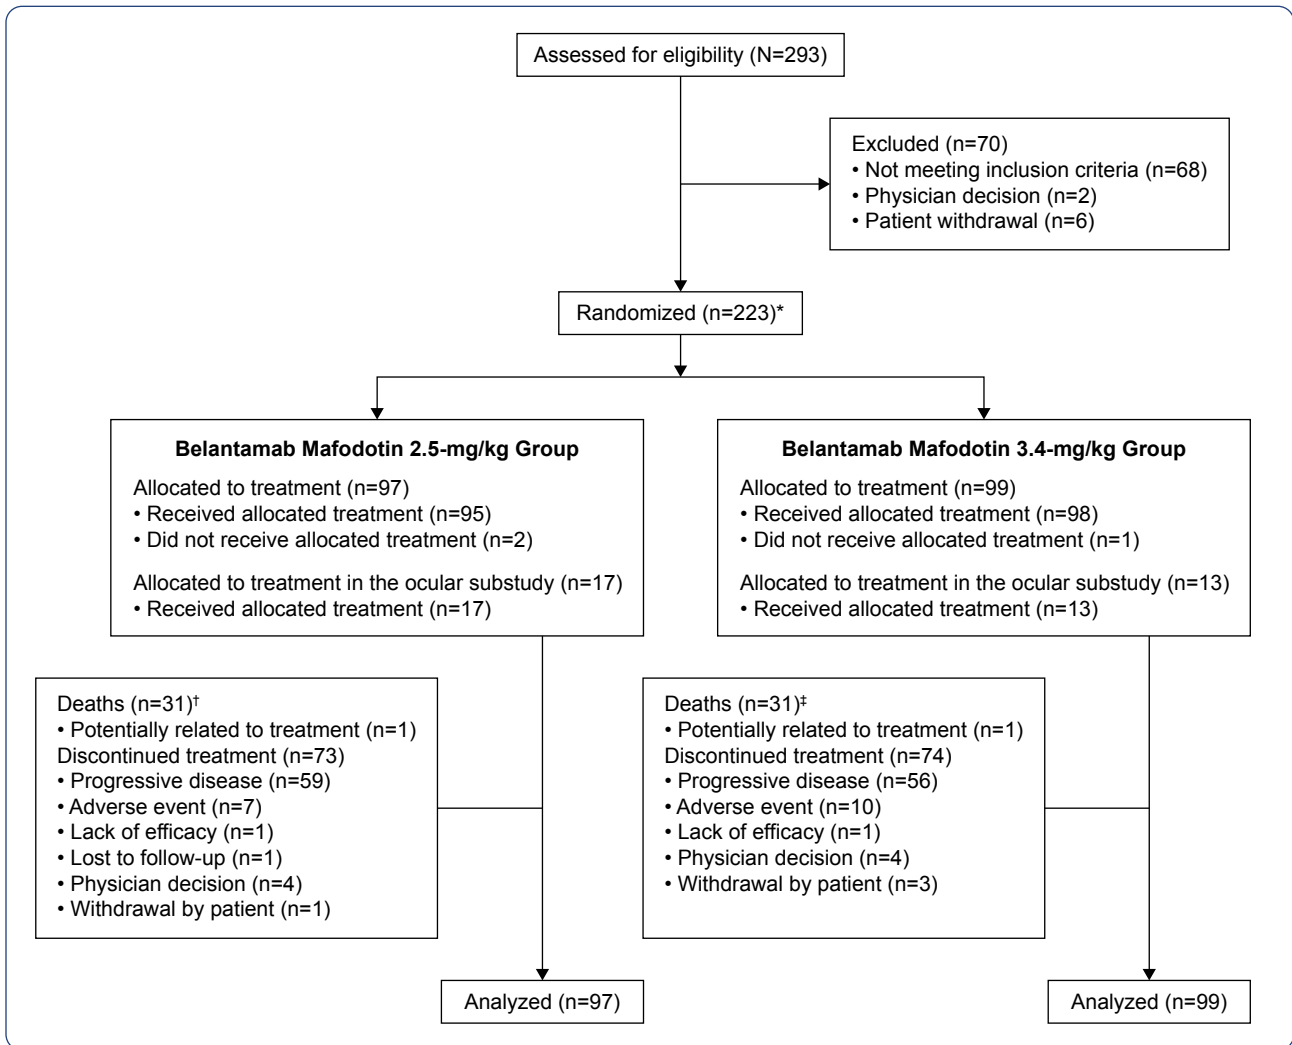 Assessed for eligibility (N=293)
Excluded (n=70)
• Not meeting inclusion criteria (n=68)
• Physician decision (n=2)
• Patient withdrawal (n=6)
Randomized (n=223)*
Belantamab Mafodotin 2.5-mg/kg Group
Allocated to treatment (n=97)
• Received allocated treatment (n=95)
• Did not receive allocated treatment (n=2)
Allocated to treatment in the ocular substudy (n=17)
• Received allocated treatment (n=17)
Belantamab Mafodotin 3.4-mg/kg Group
Allocated to treatment (n=99)
• Received allocated treatment (n=98)
• Did not receive allocated treatment (n=1)
Allocated to treatment in the ocular substudy (n=13)
• Received allocated treatment (n=13)
Deaths (n=31)†
• Potentially related to treatment (n=1)
Discontinued treatment (n=73)
• Progressive disease (n=59)
• Adverse event (n=7)
• Lack of efficacy (n=1)
• Lost to follow-up (n=1)
• Physician decision (n=4)
• Withdrawal by patient (n=1)
Deaths (n=31)‡
• Potentially related to treatment (n=1)
Discontinued treatment (n=74)
• Progressive disease (n=56)
• Adverse event (n=10)
• Lack of efficacy (n=1)
• Physician decision (n=4)
• Withdrawal by patient (n=3)
Analyzed (n=97)
Analyzed (n=99)